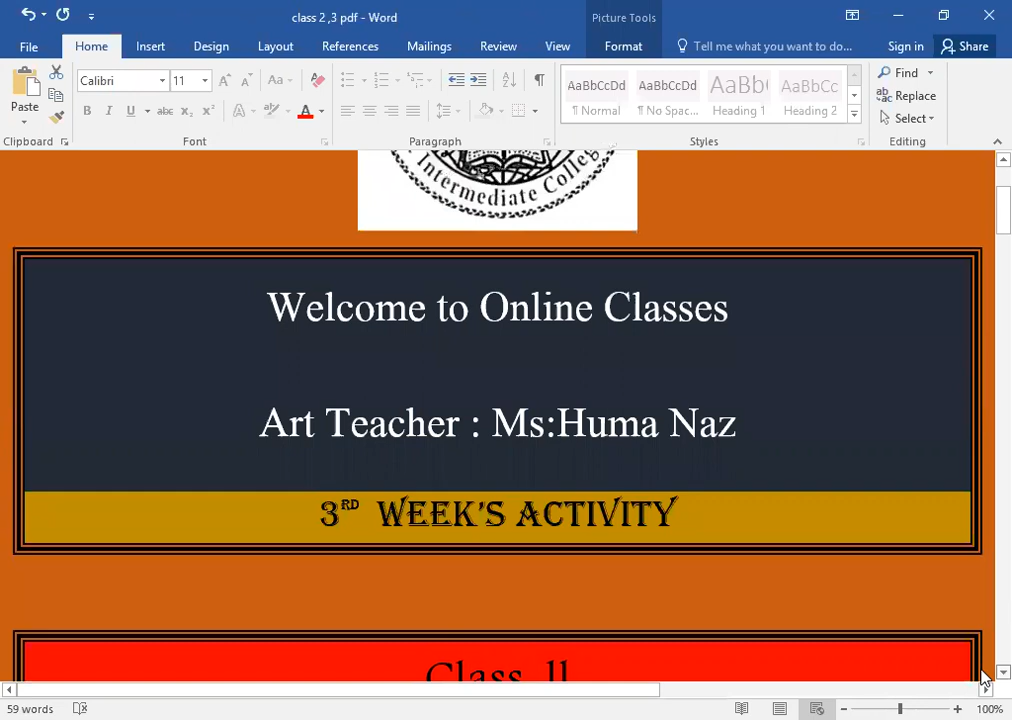 class 2 ,3 pdf - Word
Picture Tools
File Home Insert Design Layout References Mailings Review View Format Tell me what you want to do... Sign in Share
Paste
Calibri 11
Aa
AaBbCcDd AaBbCcDd AaBb( AaBbCc
¶ Normal ¶ No Spac... Heading 1 Heading 2
Find
Replace
Select
Clipboard Font Paragraph Styles Editing
Intermediate
Welcome to Online Classes
Art Teacher : Ms:Huma Naz
3RD WEEK'S ACTIVITY
Class II
59 words
100%